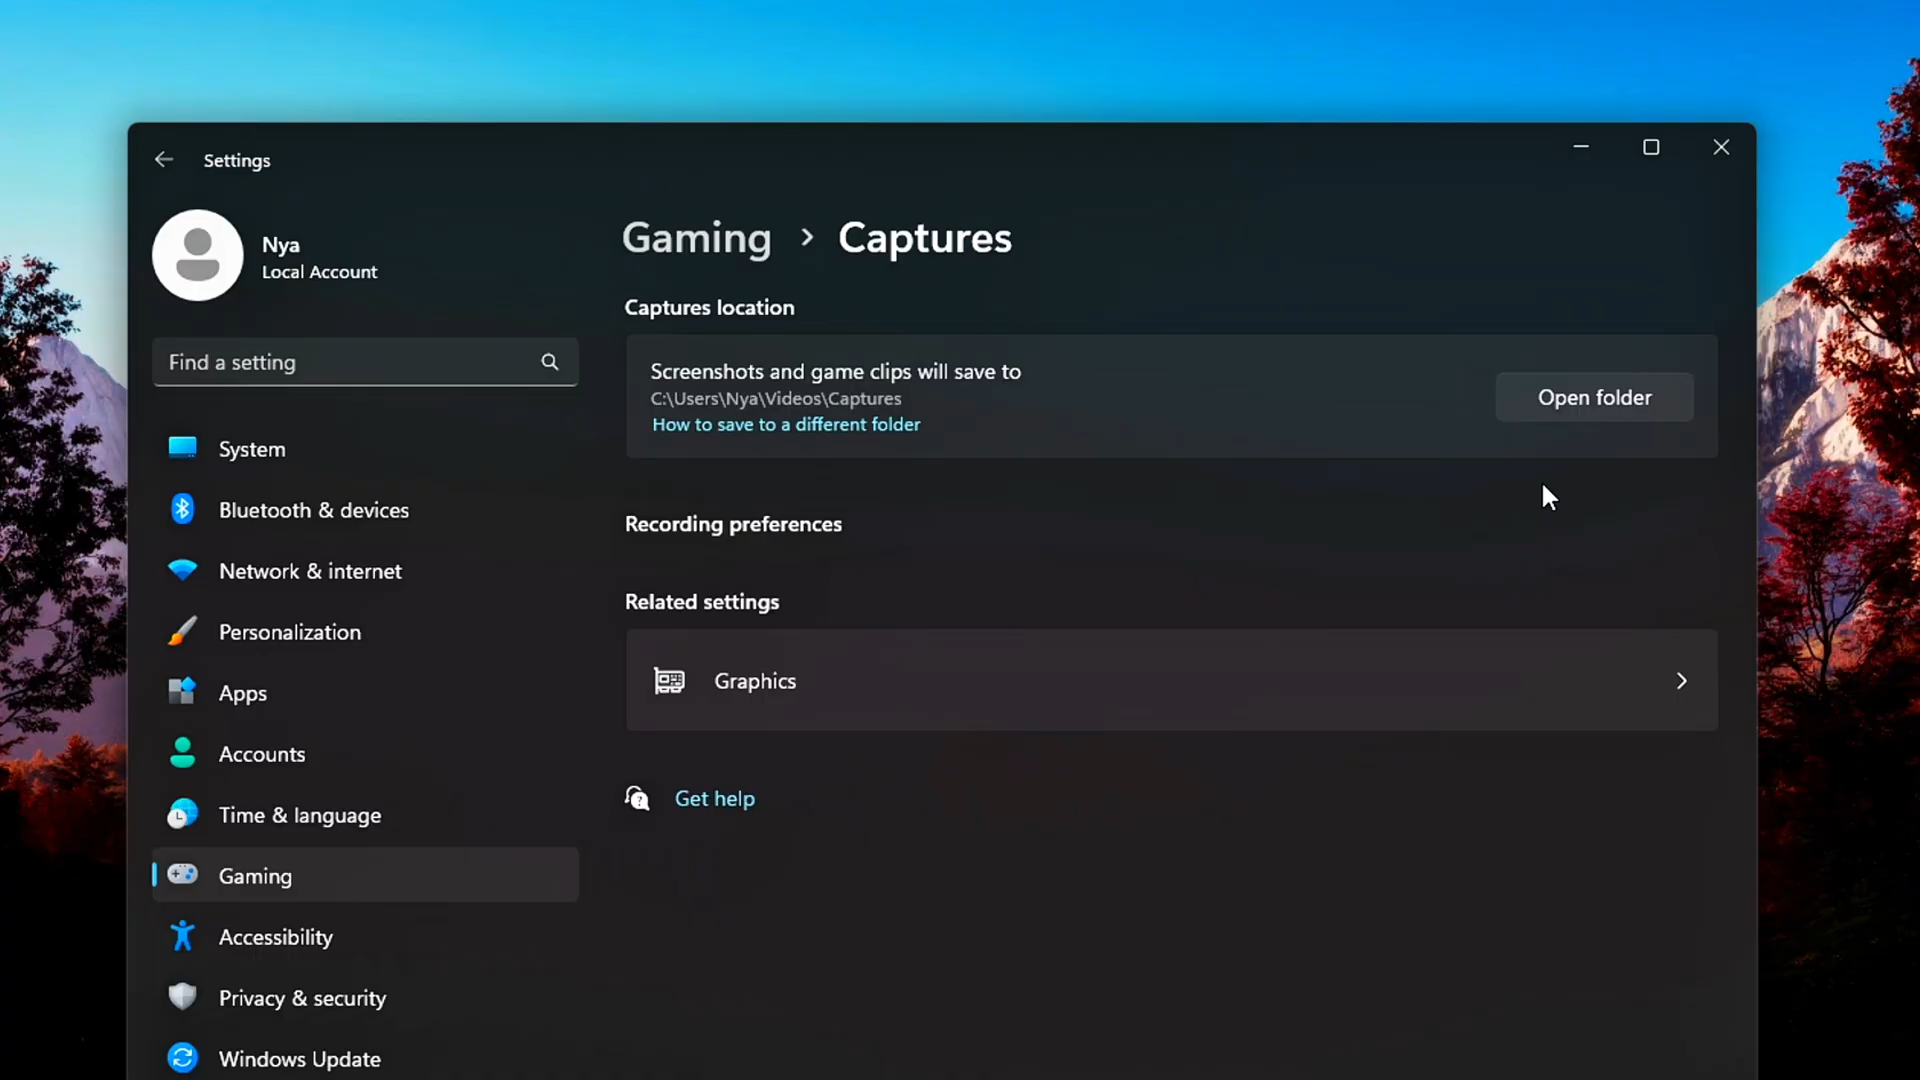 Settings
Nya
Local Account
Find a setting
System
Bluetooth & devices
Network & internet
Personalization
Apps
Accounts
Time & language
Gaming
Accessibility
Privacy & security
Windows Update
Gaming > Captures
Captures location
Screenshots and game clips will save to
C:\Users\Nya\Videos\Captures
How to save to a different folder
Open folder
Recording preferences
Related settings
Graphics
Get help